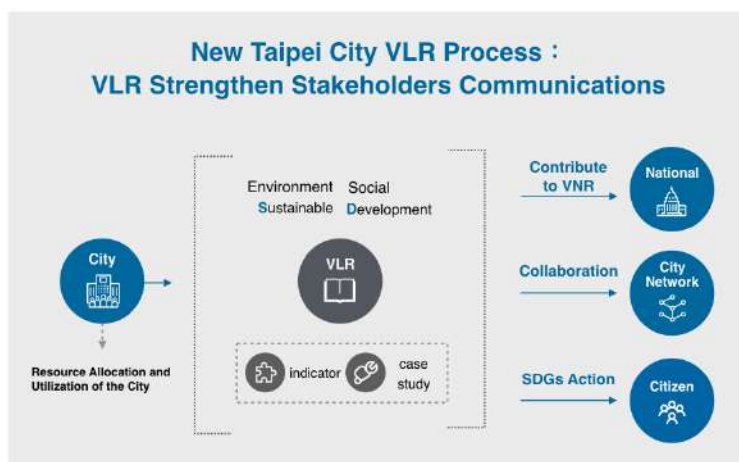 New Taipei City VLR Process：
VLR Strengthen Stakeholders Communications
City
Resource Allocation and
Utilization of the City
Environment Social
Sustainable Development
VLR
indicator
case
study
Contribute
to VNR
National
Collaboration
City
Network
SDGs Action
Citizen